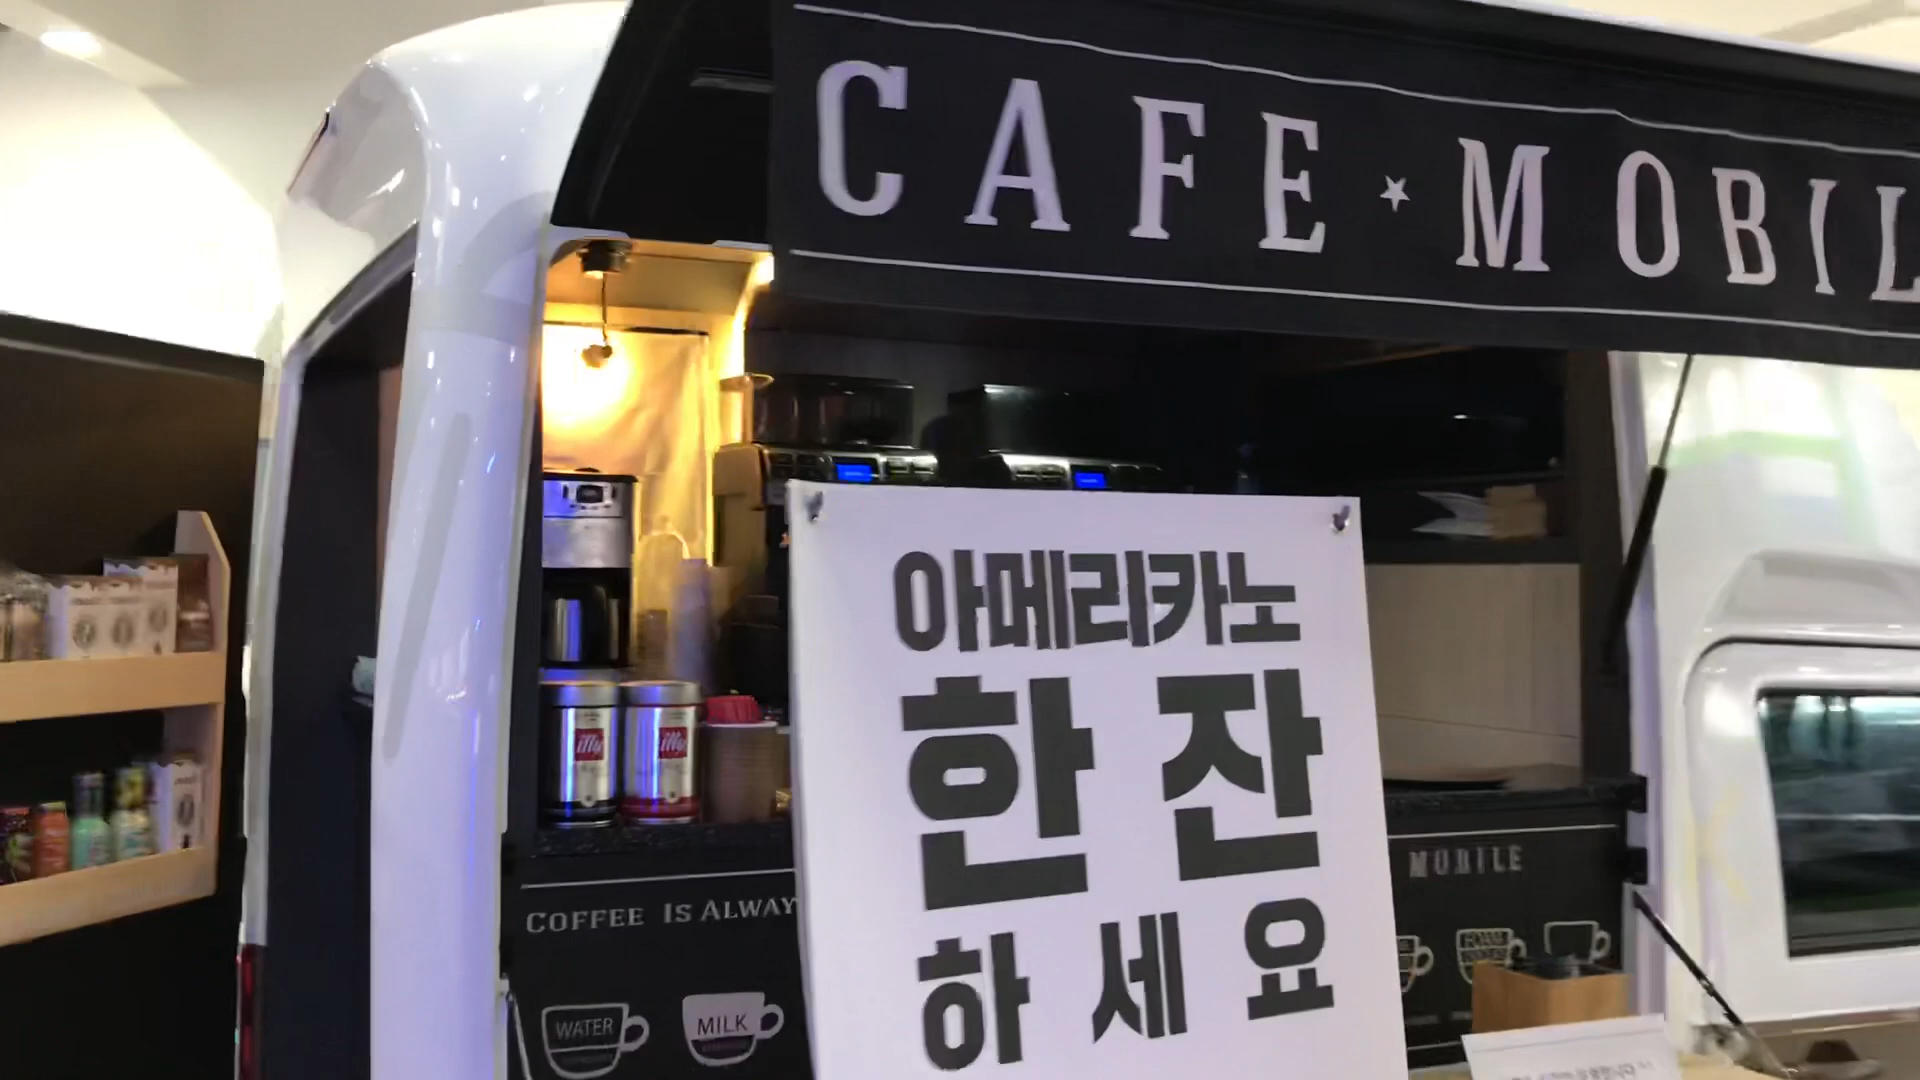 CAFE ★ MOBIL
아메리카노
한 잔
하 세 요
illy
illy
COFFEE IS ALWAY
MOBILE
WATER
MILK
FOAM